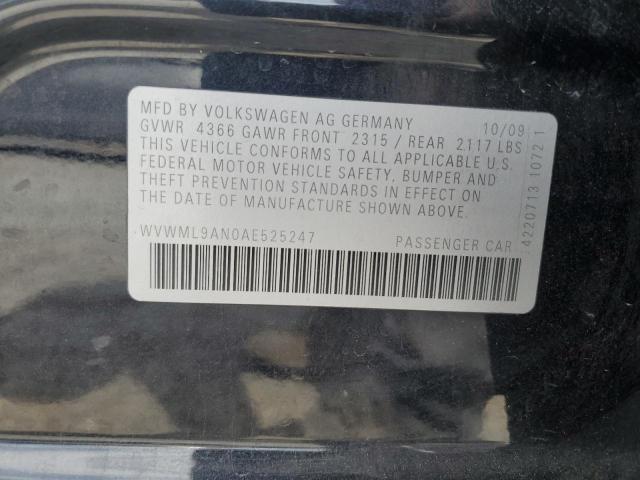 MFD BY VOLKSWAGEN AG GERMANY 10/09
GVWR 4366 GAWR FRONT 2315 / REAR 2117 LBS
THIS VEHICLE CONFORMS TO ALL APPLICABLE U.S.
FEDERAL MOTOR VEHICLE SAFETY, BUMPER AND
THEFT PREVENTION STANDARDS IN EFFECT ON
THE DATE OF MANUFACTURE SHOWN ABOVE.
WVWML9AN0AE525247 PASSENGER CAR
4220713 1072 1